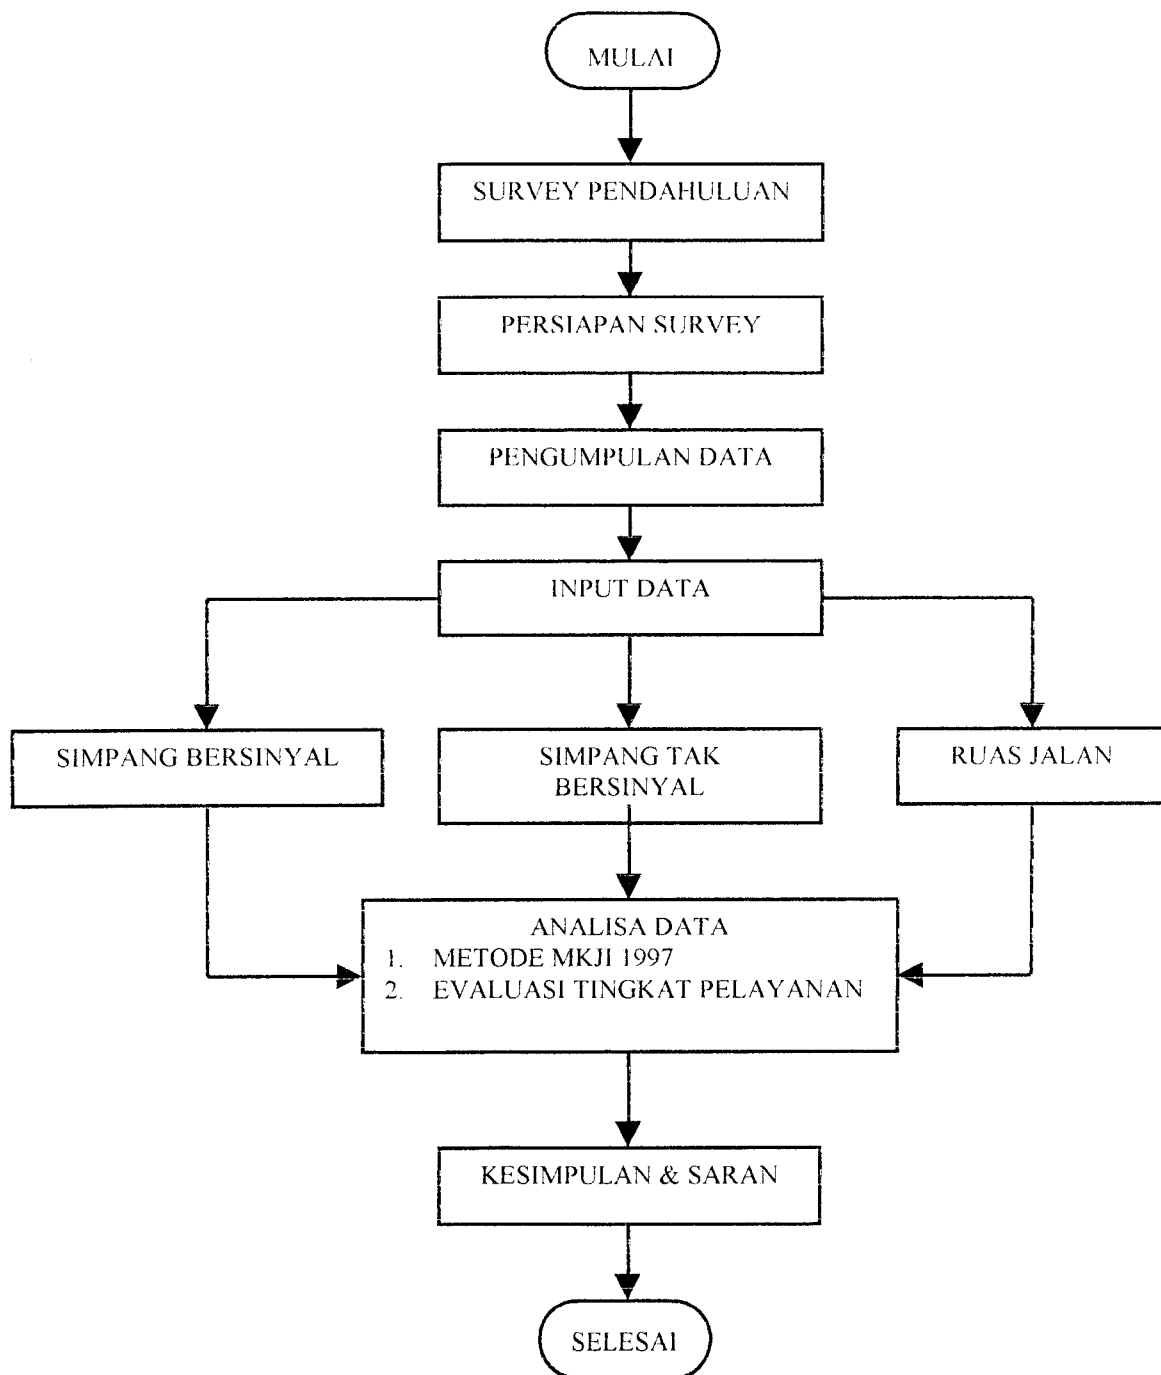 MULAI
SURVEY PENDAHULUAN
PERSIAPAN SURVEY
PENGUMPULAN DATA
INPUT DATA
SIMPANG BERSINYAL
SIMPANG TAK
BERSINYAL
RUAS JALAN
ANALISA DATA
1. METODE MKJI 1997
2. EVALUASI TINGKAT PELAYANAN
KESIMPULAN & SARAN
SELESAI